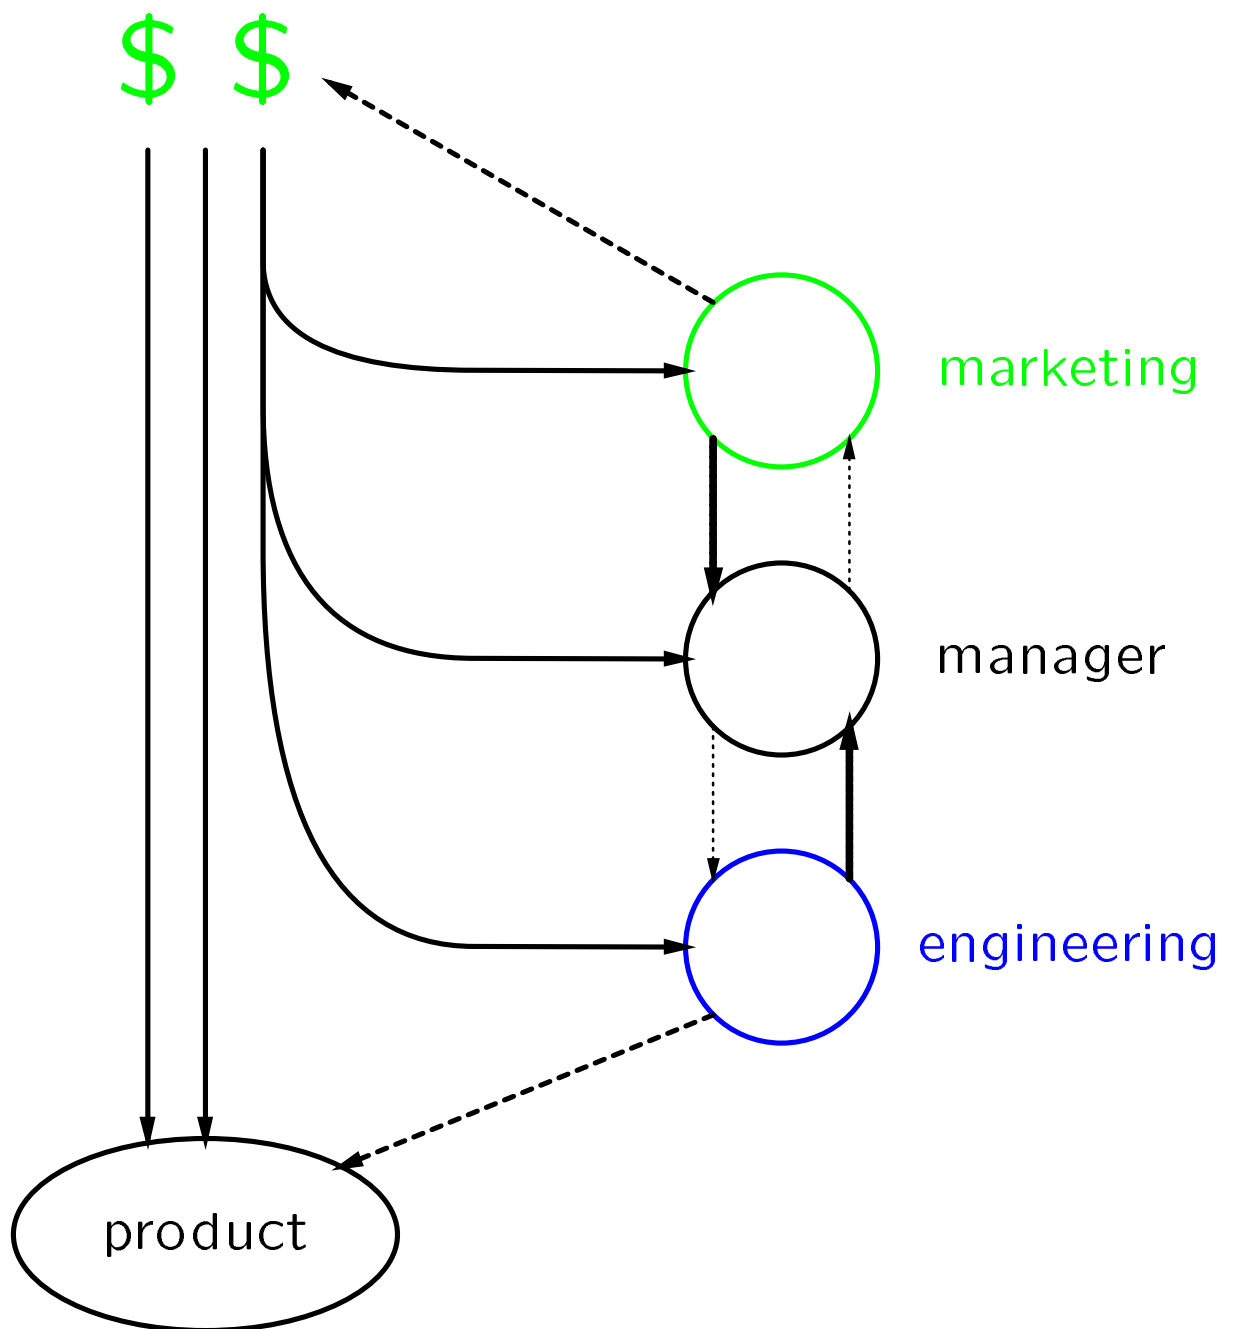 $ $
marketing
manager
engineering
product